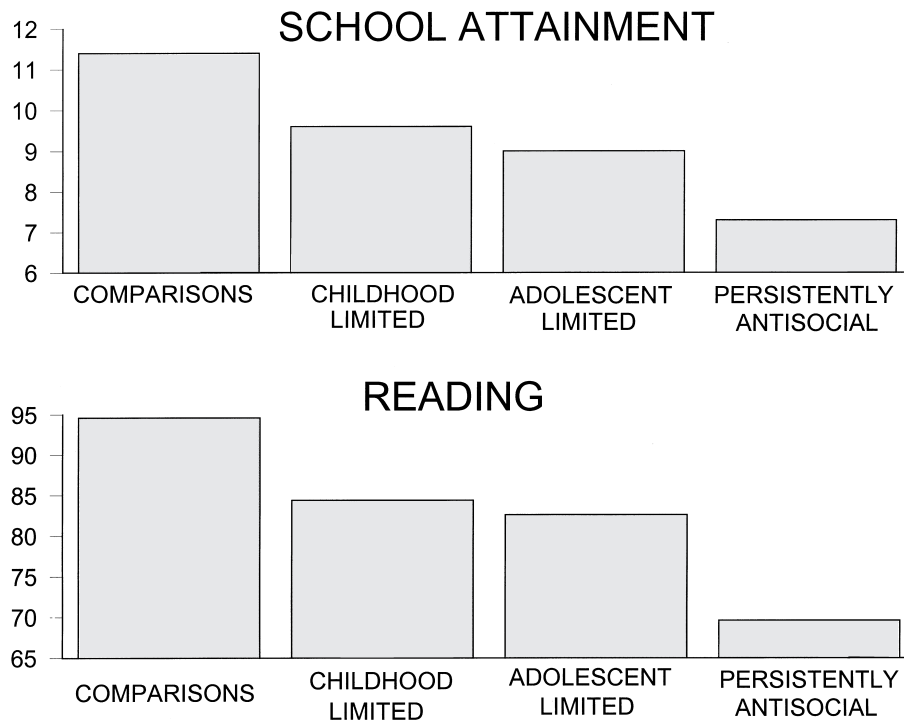 SCHOOL ATTAINMENT
12
11
10
9
8
7
6
COMPARISONS
CHILDHOOD
LIMITED
ADOLESCENT
LIMITED
PERSISTENTLY
ANTISOCIAL
READING
95
90
85
80
75
70
65
COMPARISONS
CHILDHOOD
LIMITED
ADOLESCENT
LIMITED
PERSISTENTLY
ANTISOCIAL